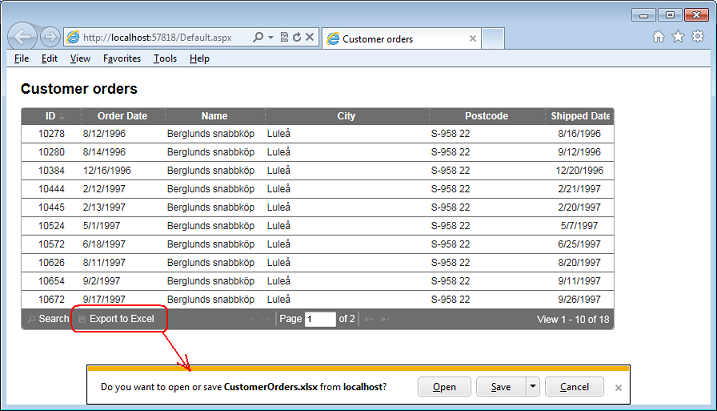 http://localhost:57818/Default.aspx Customer orders
File Edit View Favorites Tools Help
Customer orders
ID Order Date Name City Postcode Shipped Date
10278 8/12/1996 Berglunds snabbköp Luleå S-958 22 8/16/1996
10280 8/14/1996 Berglunds snabbköp Luleå S-958 22 9/12/1996
10384 12/16/1996 Berglunds snabbköp Luleå S-958 22 12/20/1996
10444 2/12/1997 Berglunds snabbköp Luleå S-958 22 2/21/1997
10445 2/13/1997 Berglunds snabbköp Luleå S-958 22 2/20/1997
10524 5/1/1997 Berglunds snabbköp Luleå S-958 22 5/7/1997
10572 6/18/1997 Berglunds snabbköp Luleå S-958 22 6/25/1997
10626 8/11/1997 Berglunds snabbköp Luleå S-958 22 8/20/1997
10654 9/2/1997 Berglunds snabbköp Luleå S-958 22 9/11/1997
10672 9/17/1997 Berglunds snabbköp Luleå S-958 22 9/26/1997
Search Export to Excel Page 1 of 2 View 1 - 10 of 18
Do you want to open or save CustomerOrders.xlsx from localhost? Open Save Cancel